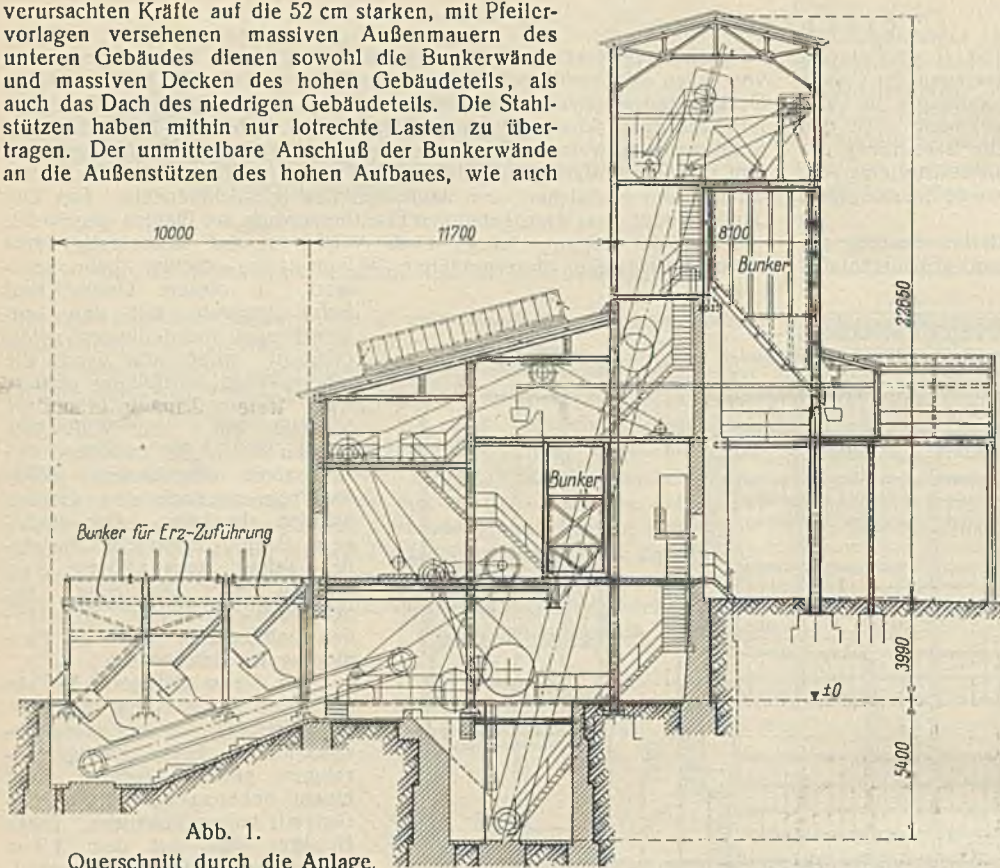 verursachten Kräfte auf die 52 cm starken, mit Pfeiler-
vorlagen versehenen massiven Außenmauern des
unteren Gebäudes dienen sowohl die Bunkerwände
und massiven Decken des hohen Gebäudeteils, als
auch das Dach des niedrigen Gebäudeteils. Die Stahl-
stützen haben mithin nur lotrechte Lasten zu über-
tragen. Der unmittelbare Anschluß der Bunkerwände
an die Außenstützen des hohen Aufbaues, wie auch
10000
11700
8100
Bunker
22650
Bunker
Bunker für Erz-Zuführung
3990
±0
5400
Abb. 1.
Querschnitt durch die Anlage.